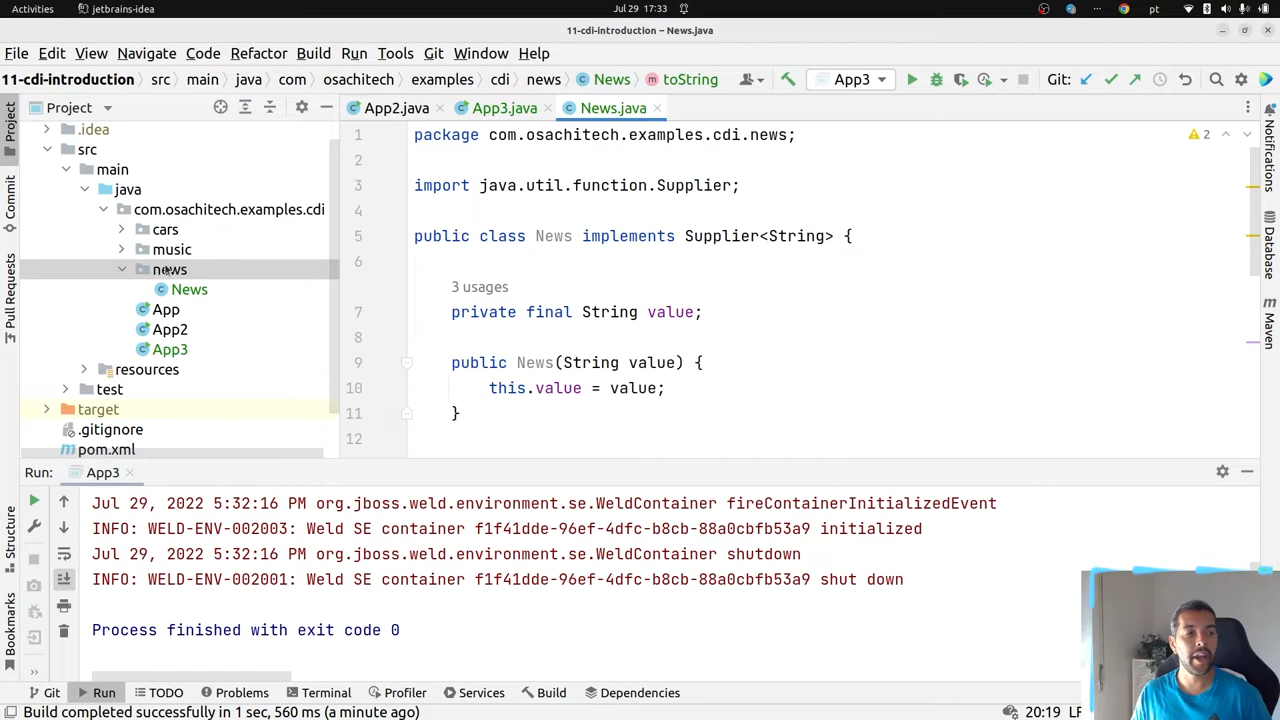 Activities jetbrains-idea Jul 29 17:33 pt
11-cdi-introduction – News.java
File Edit View Navigate Code Refactor Build Run Tools Git Window Help
11-cdi-introduction src main java com osachitech examples cdi news News toString App3 Git:
Project
App2.java App3.java News.java
.idea
src
main
java
com.osachitech.examples.cdi
cars
music
news
News
App
App2
App3
resources
test
target
.gitignore
pom.xml
1 package com.osachitech.examples.cdi.news;
2
3 import java.util.function.Supplier;
4
5 public class News implements Supplier<String> {
6
3 usages
7 private final String value;
8
9 public News(String value) {
10 this.value = value;
11 }
12
2
Project
Commit
Pull Requests
Structure
Bookmarks
Notifications
Database
Maven
Run: App3
Jul 29, 2022 5:32:16 PM org.jboss.weld.environment.se.WeldContainer fireContainerInitializedEvent
INFO: WELD-ENV-002003: Weld SE container f1f41dde-96ef-4dfc-b8cb-88a0cbfb53a9 initialized
Jul 29, 2022 5:32:16 PM org.jboss.weld.environment.se.WeldContainer shutdown
INFO: WELD-ENV-002001: Weld SE container f1f41dde-96ef-4dfc-b8cb-88a0cbfb53a9 shut down
Process finished with exit code 0
Git Run TODO Problems Terminal Profiler Services Build Dependencies
Build completed successfully in 1 sec, 560 ms (a minute ago) 20:19 LF